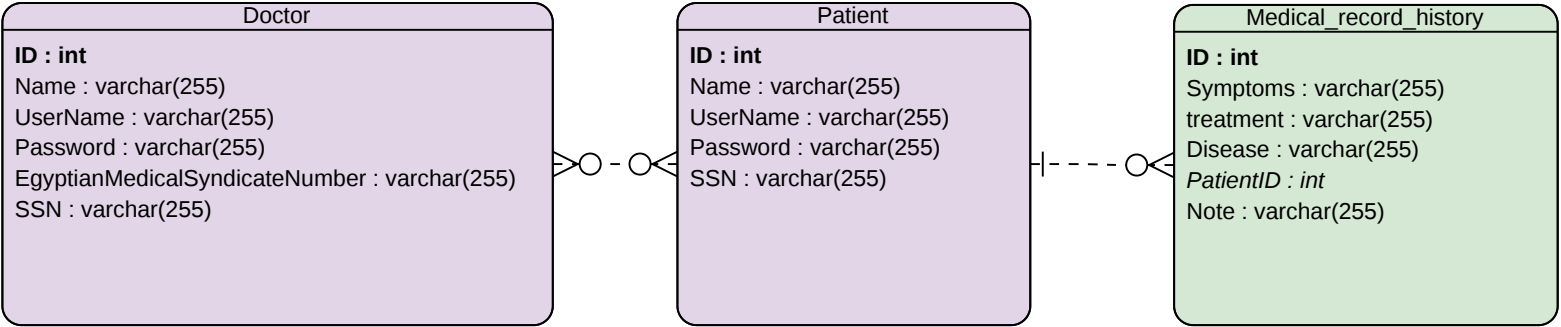 Doctor
ID : int
Name : varchar(255)
UserName : varchar(255)
Password : varchar(255)
EgyptianMedicalSyndicateNumber : varchar(255)
SSN : varchar(255)
Patient
ID : int
Name : varchar(255)
UserName : varchar(255)
Password : varchar(255)
SSN : varchar(255)
Medical_record_history
ID : int
Symptoms : varchar(255)
treatment : varchar(255)
Disease : varchar(255)
PatientID : int
Note : varchar(255)